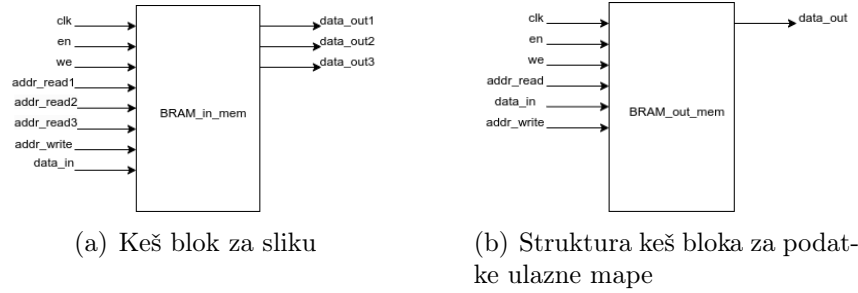 clk
en
we
addr_read1
addr_read2
addr_read3
addr_write
data_in
BRAM_in_mem
data_out1
data_out2
data_out3
(a) Keš blok za sliku
clk
en
we
addr_read
data_in
addr_write
BRAM_out_mem
data_out
(b) Struktura keš bloka za podat-
ke ulazne mape